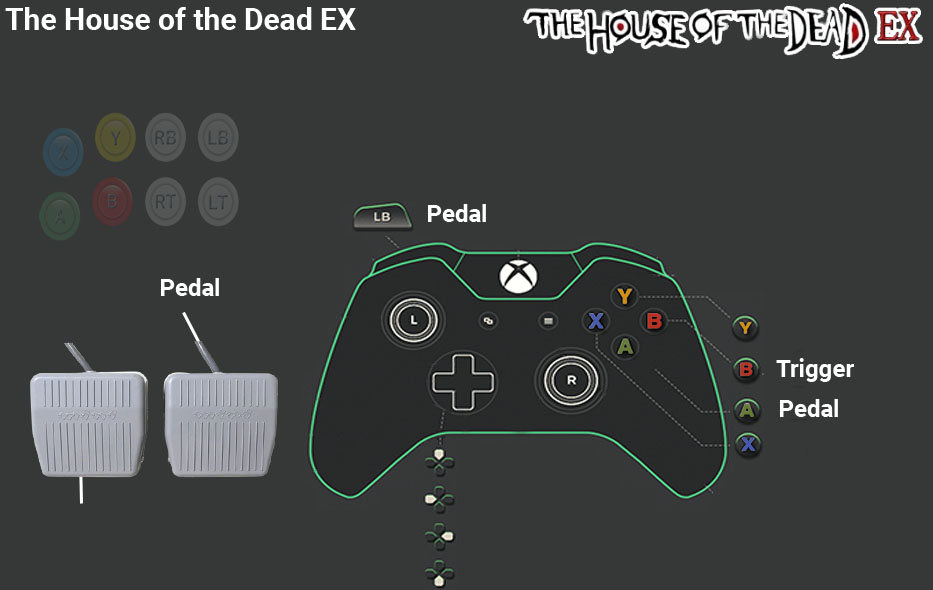 The House of the Dead EX
THE HOUSE OF THE DEAD EX
X Y RB LB
A B RT LT
LB Pedal
Pedal
L
Y
X B
A
R
Y
B Trigger
A Pedal
X